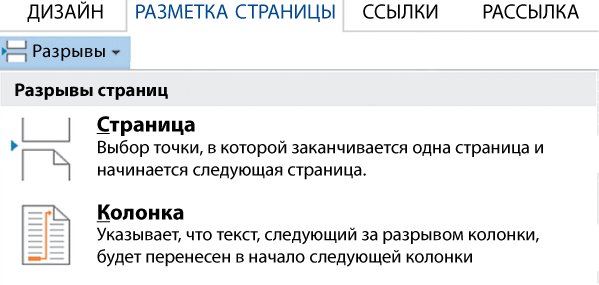 ДИЗАЙН РАЗМЕТКА СТРАНИЦЫ ССЫЛКИ РАССЫЛКА
Разрывы
Разрывы страниц
Страница
Выбор точки, в которой заканчивается одна страница и
начинается следующая страница.
Колонка
Указывает, что текст, следующий за разрывом колонки,
будет перенесен в начало следующей колонки